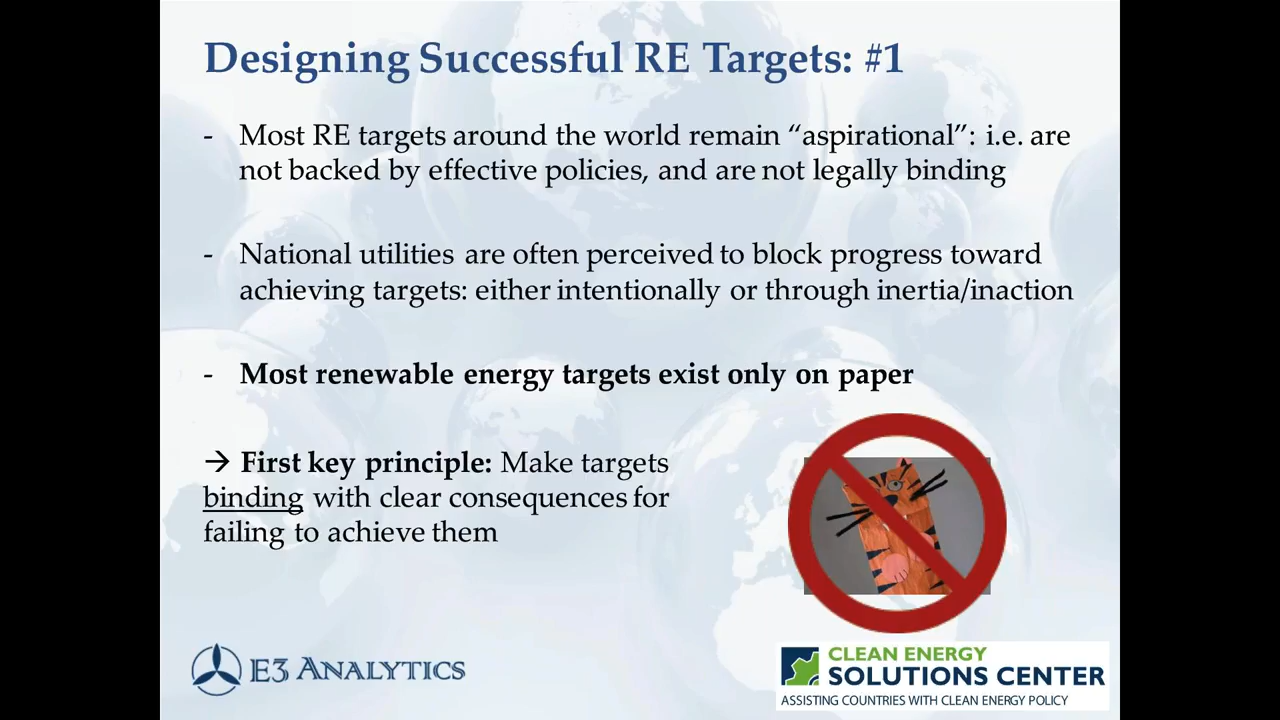 Designing Successful RE Targets: #1
- Most RE targets around the world remain “aspirational”: i.e. are
not backed by effective policies, and are not legally binding
- National utilities are often perceived to block progress toward
achieving targets: either intentionally or through inertia/inaction
- Most renewable energy targets exist only on paper
→ First key principle: Make targets
binding with clear consequences for
failing to achieve them
E3 ANALYTICS
CLEAN ENERGY
SOLUTIONS CENTER
ASSISTING COUNTRIES WITH CLEAN ENERGY POLICY